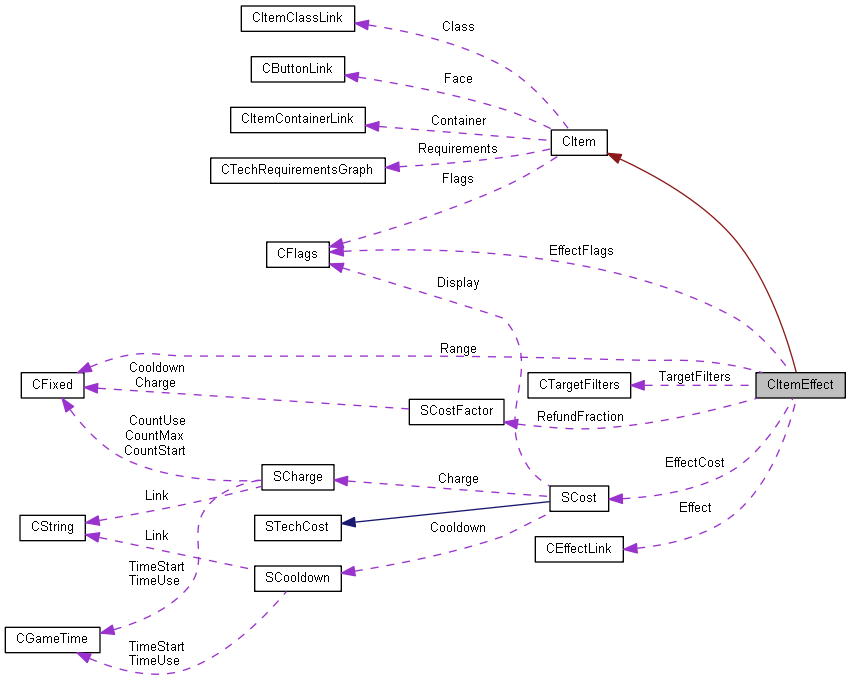 CItemClassLink
Class
CButtonLink
Face
CItemContainerLink
Container
CItem
Requirements
CTechRequirementsGraph
Flags
CFlags
EffectFlags
Display
Range
Cooldown
Charge
CFixed
CTargetFilters
TargetFilters
CItemEffect
SCostFactor
RefundFraction
CountUse
CountMax
CountStart
EffectCost
SCharge
Charge
SCost
Link
Effect
CString
STechCost
Cooldown
Link
CEffectLink
TimeStart
TimeUse
SCooldown
CGameTime
TimeStart
TimeUse